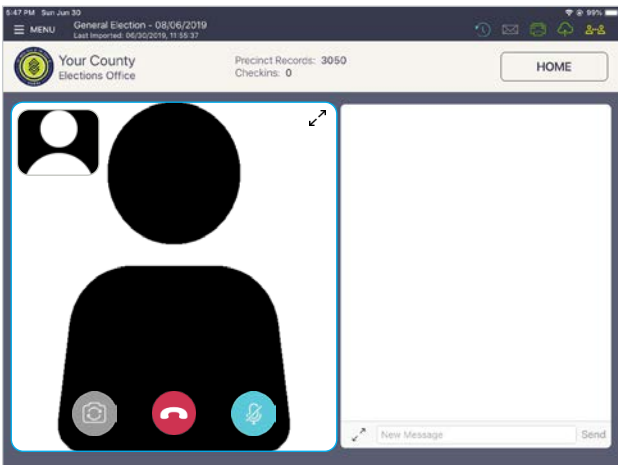 5:47 PM Sun Jun 30
99%
MENU
General Election - 08/06/2019
Last Imported: 06/30/2019, 11:55:37
Your County
Elections Office
Precinct Records: 3050
Checkins: 0
HOME
New Message
Send